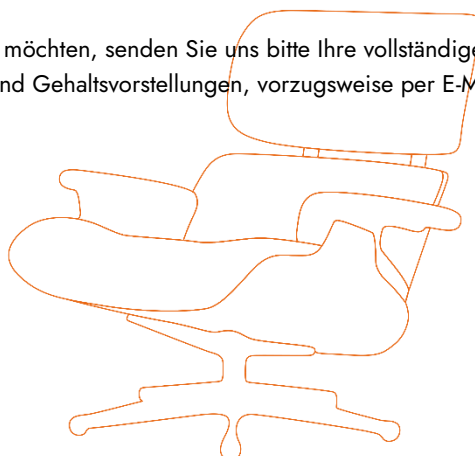 möchten, senden Sie uns bitte Ihre vollständige
nd Gehaltsvorstellungen, vorzugsweise per E-M